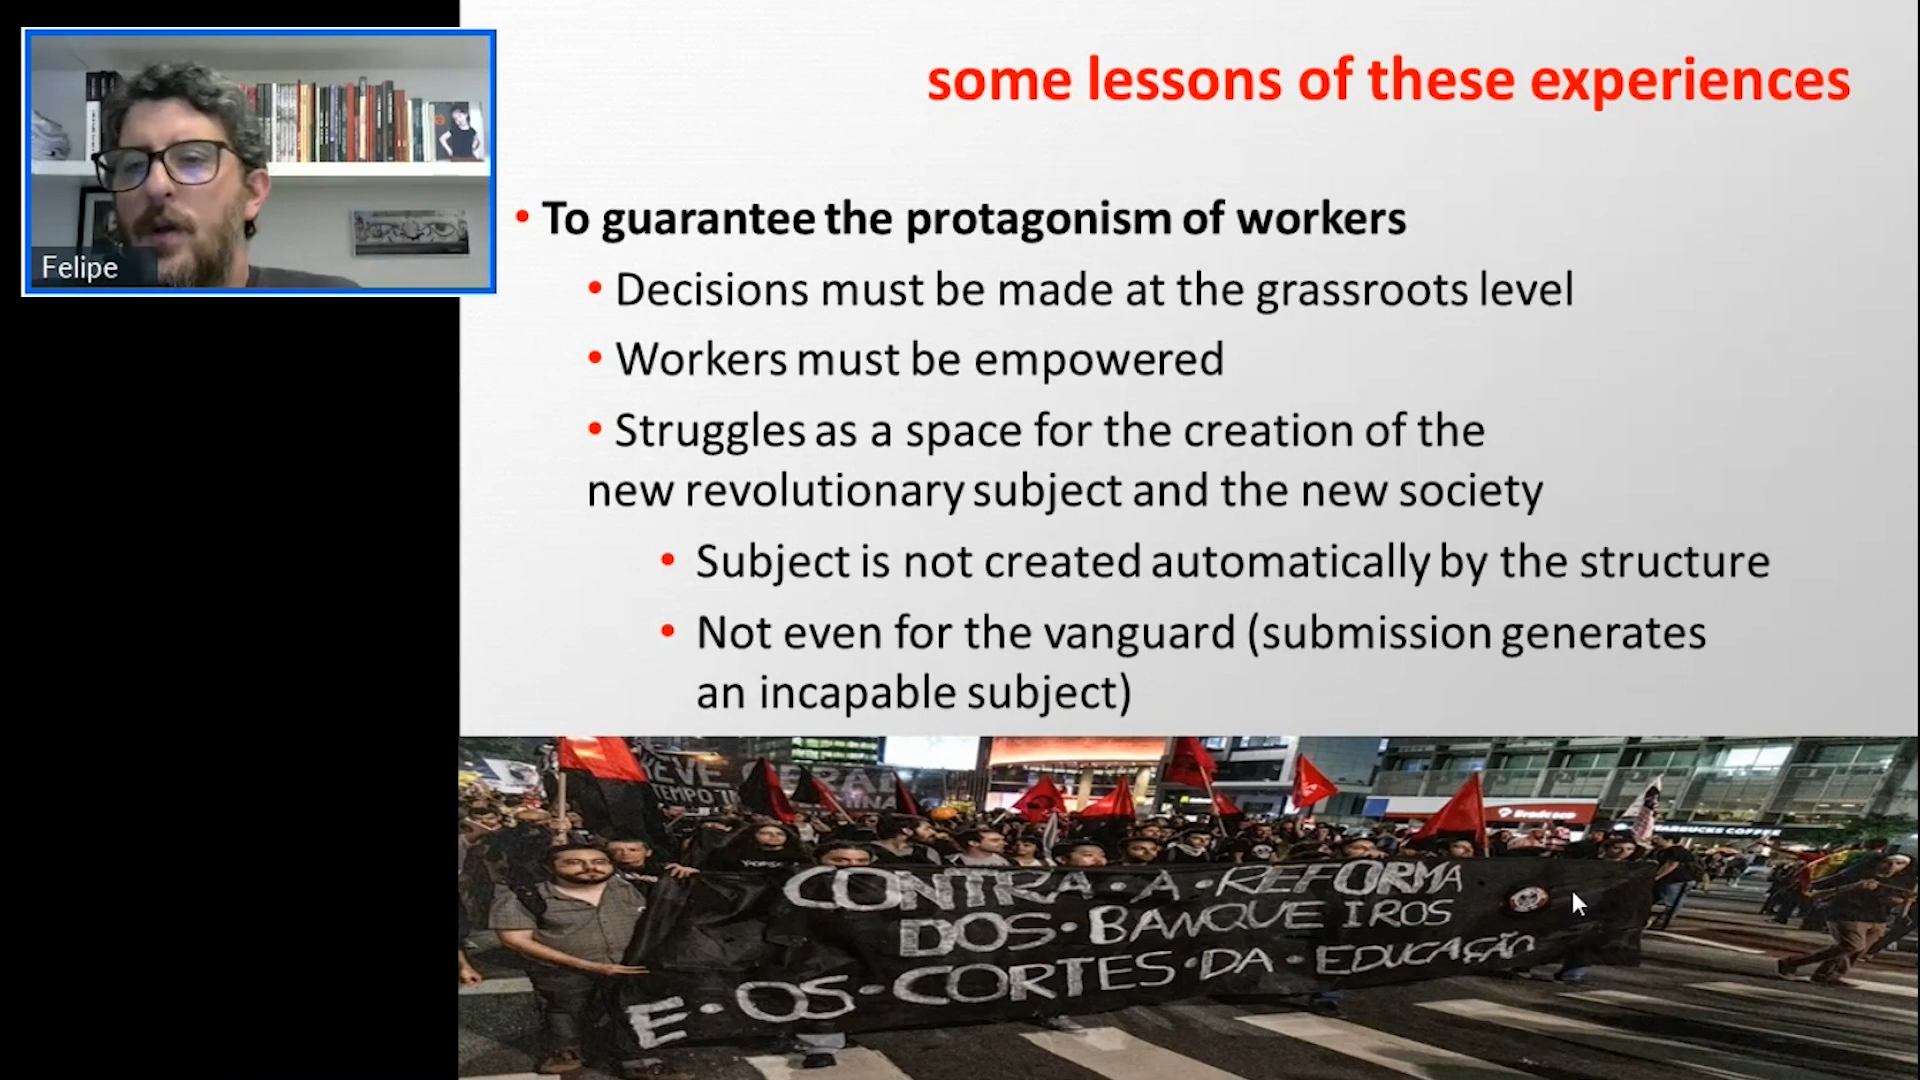 some lessons of these experiences
Felipe
• To guarantee the protagonism of workers
• Decisions must be made at the grassroots level
• Workers must be empowered
• Struggles as a space for the creation of the
new revolutionary subject and the new society
• Subject is not created automatically by the structure
• Not even for the vanguard (submission generates
an incapable subject)
Bradesco
STARBUCKS COFFEE
CONTRA • A • REFORMA
DOS • BANQUEIROS
E • OS • CORTES • DA • EDUCAÇÃO